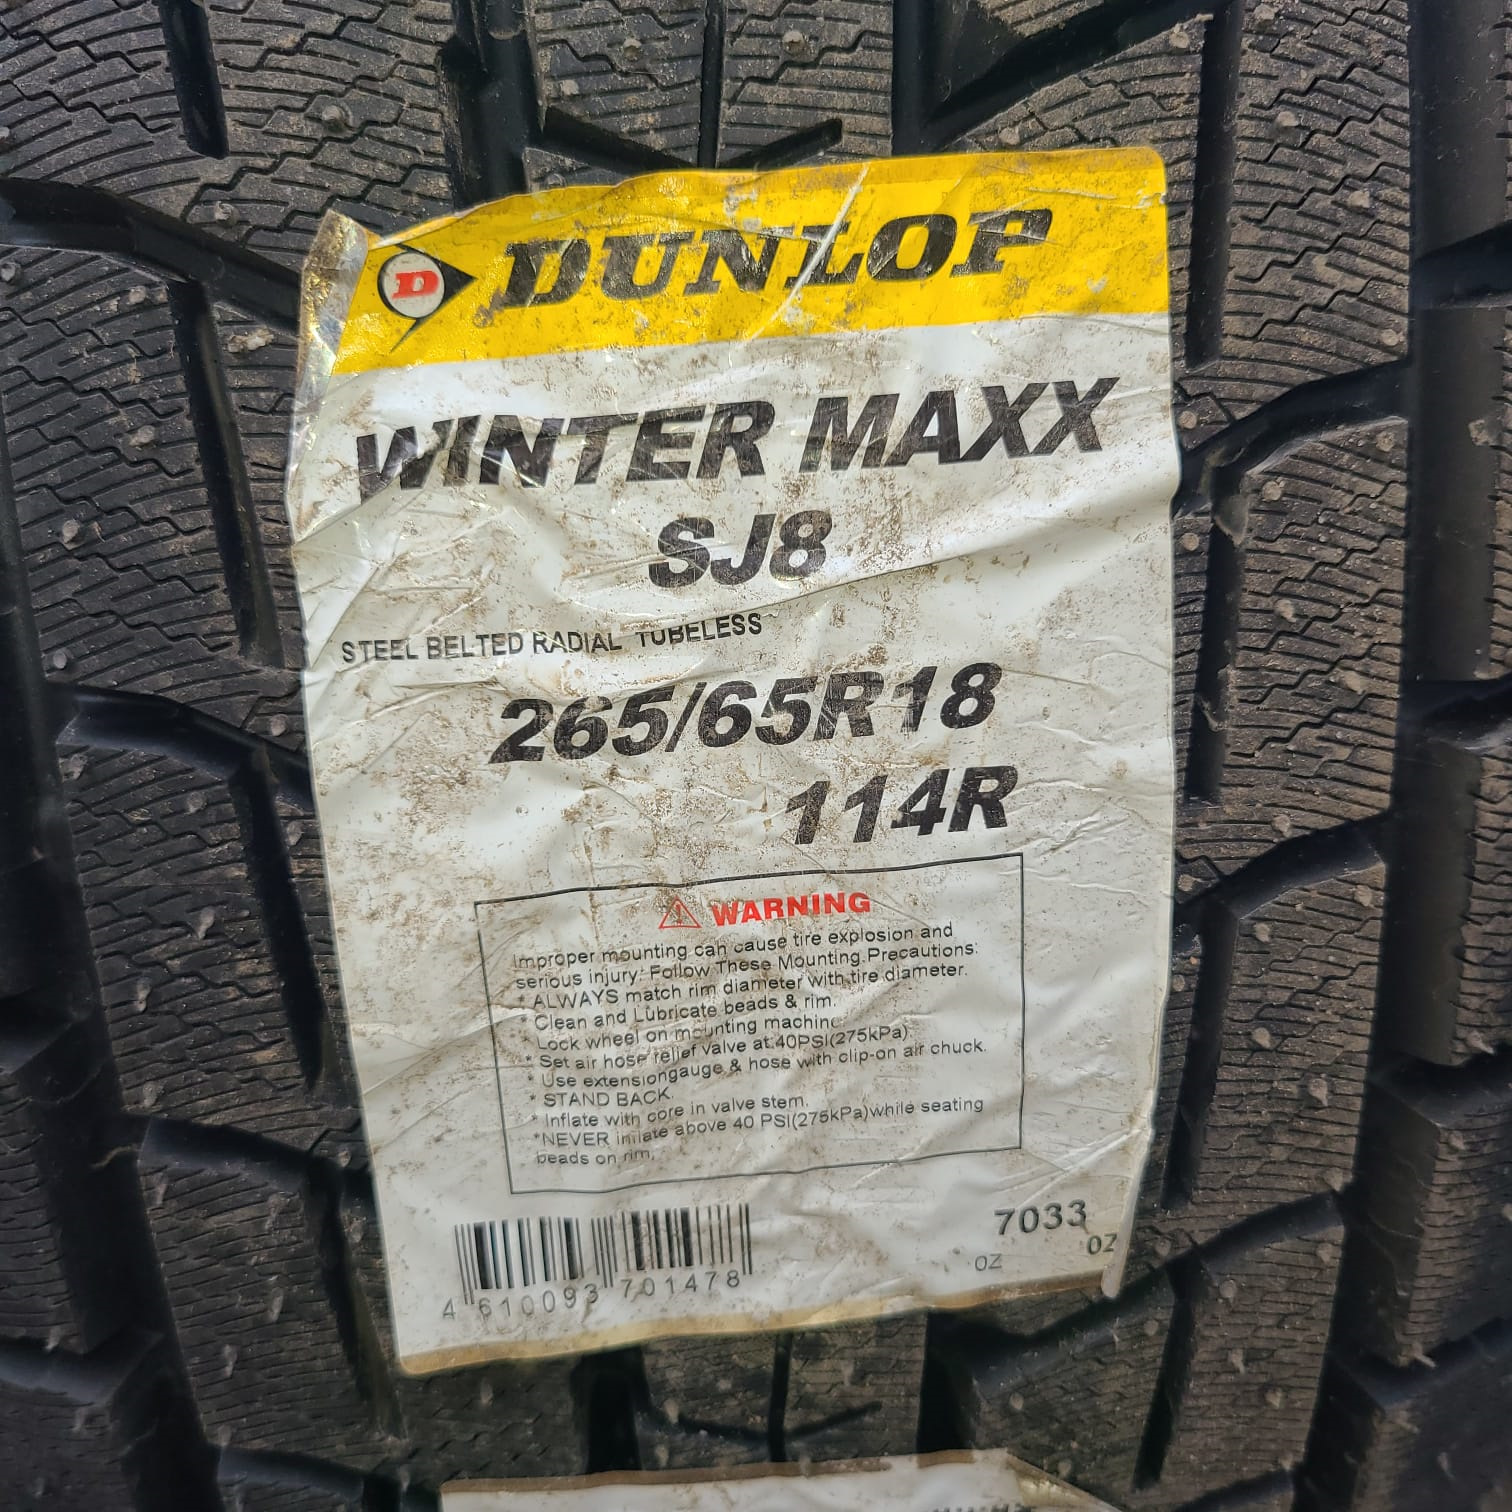 D DUNLOP
WINTER MAXX
SJ8
STEEL BELTED RADIAL TUBELESS
265/65R18
114R
WARNING
Improper mounting can cause tire explosion and
serious injury. Follow These Mounting Precautions:
* ALWAYS match rim diameter with tire diameter.
* Clean and Lubricate beads & rim.
Lock wheel on mounting machine
* Set air hose relief valve at 40PSI(275kPa)
* Use extensiongauge & hose with clip-on air chuck.
* STAND BACK.
* Inflate with core in valve stem.
*NEVER inflate above 40 PSI(275kPa)while seating
beads on rim.
7033
OZ OZ
4 610093 701478